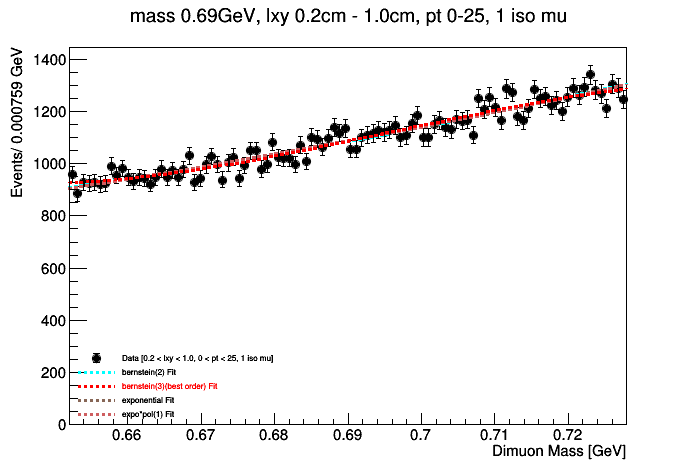 mass 0.69GeV, lxy 0.2cm - 1.0cm, pt 0-25, 1 iso mu
Events/ 0.000759 GeV
1400
1200
1000
800
600
400
200
0
Data [0.2 < lxy < 1.0, 0 < pt < 25, 1 iso mu]
bernstein(2) Fit
bernstein(3)(best order) Fit
exponential Fit
expo*pol(1) Fit
0.66 0.67 0.68 0.69 0.7 0.71 0.72
Dimuon Mass [GeV]